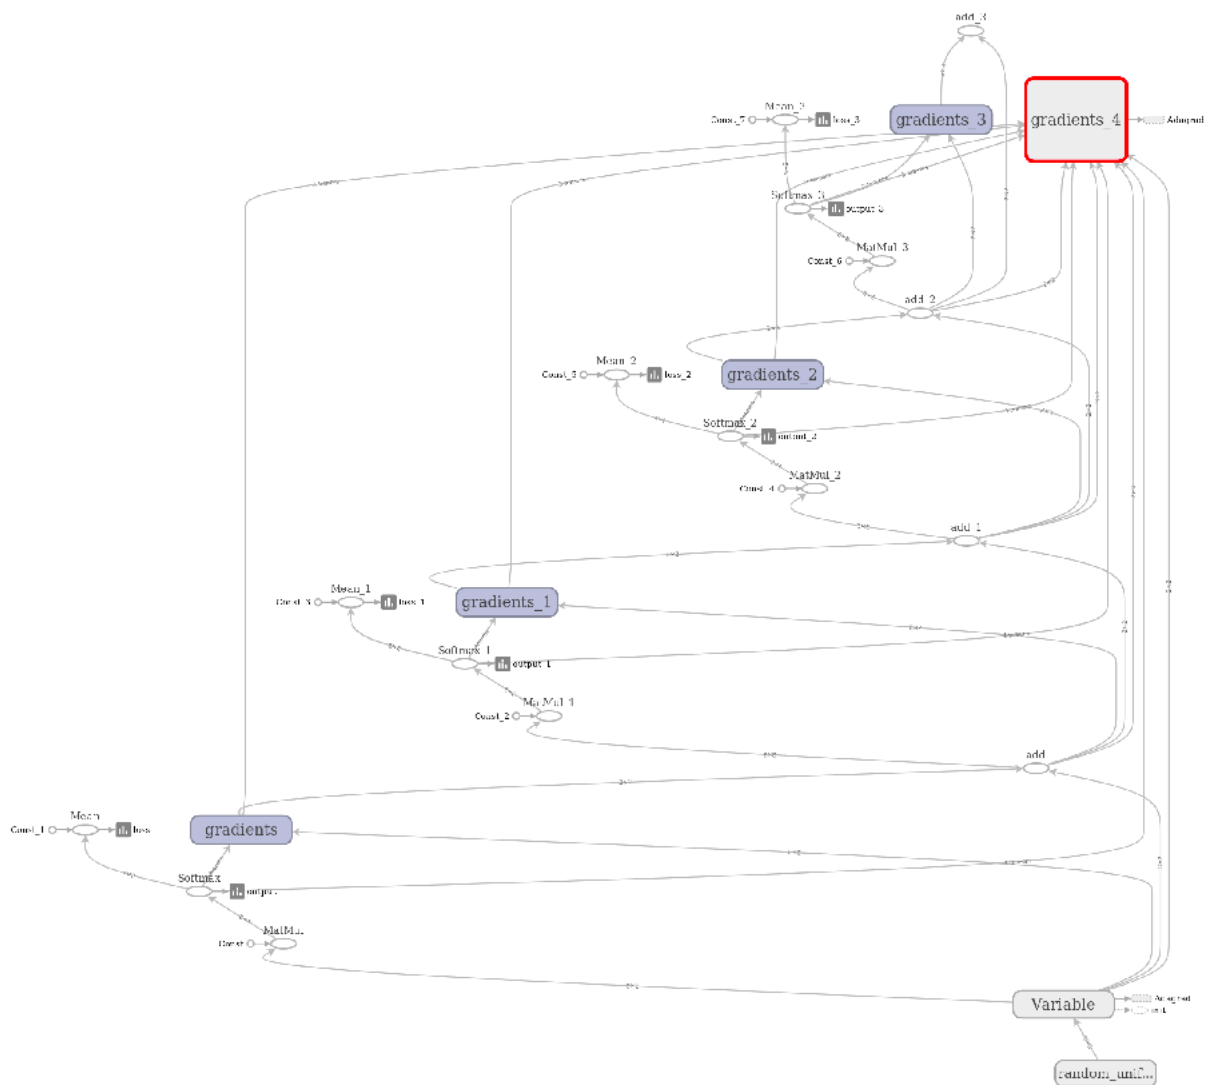 add_3
Mean_3
Const_7
loss_3
gradients_3
gradients_4
Adagrad
Softmax_3
output_3
MatMul_3
Const_6
add_2
Mean_2
Const_5
loss_2
gradients_2
Softmax_2
output_2
MatMul_2
Const_4
add_1
Mean_1
Const_3
loss_1
gradients_1
Softmax_1
output_1
MatMul_1
Const_2
add
Mean
Const_1
loss
gradients
Softmax
output
MatMul
Const
Variable
Adagrad
init
random_unif...